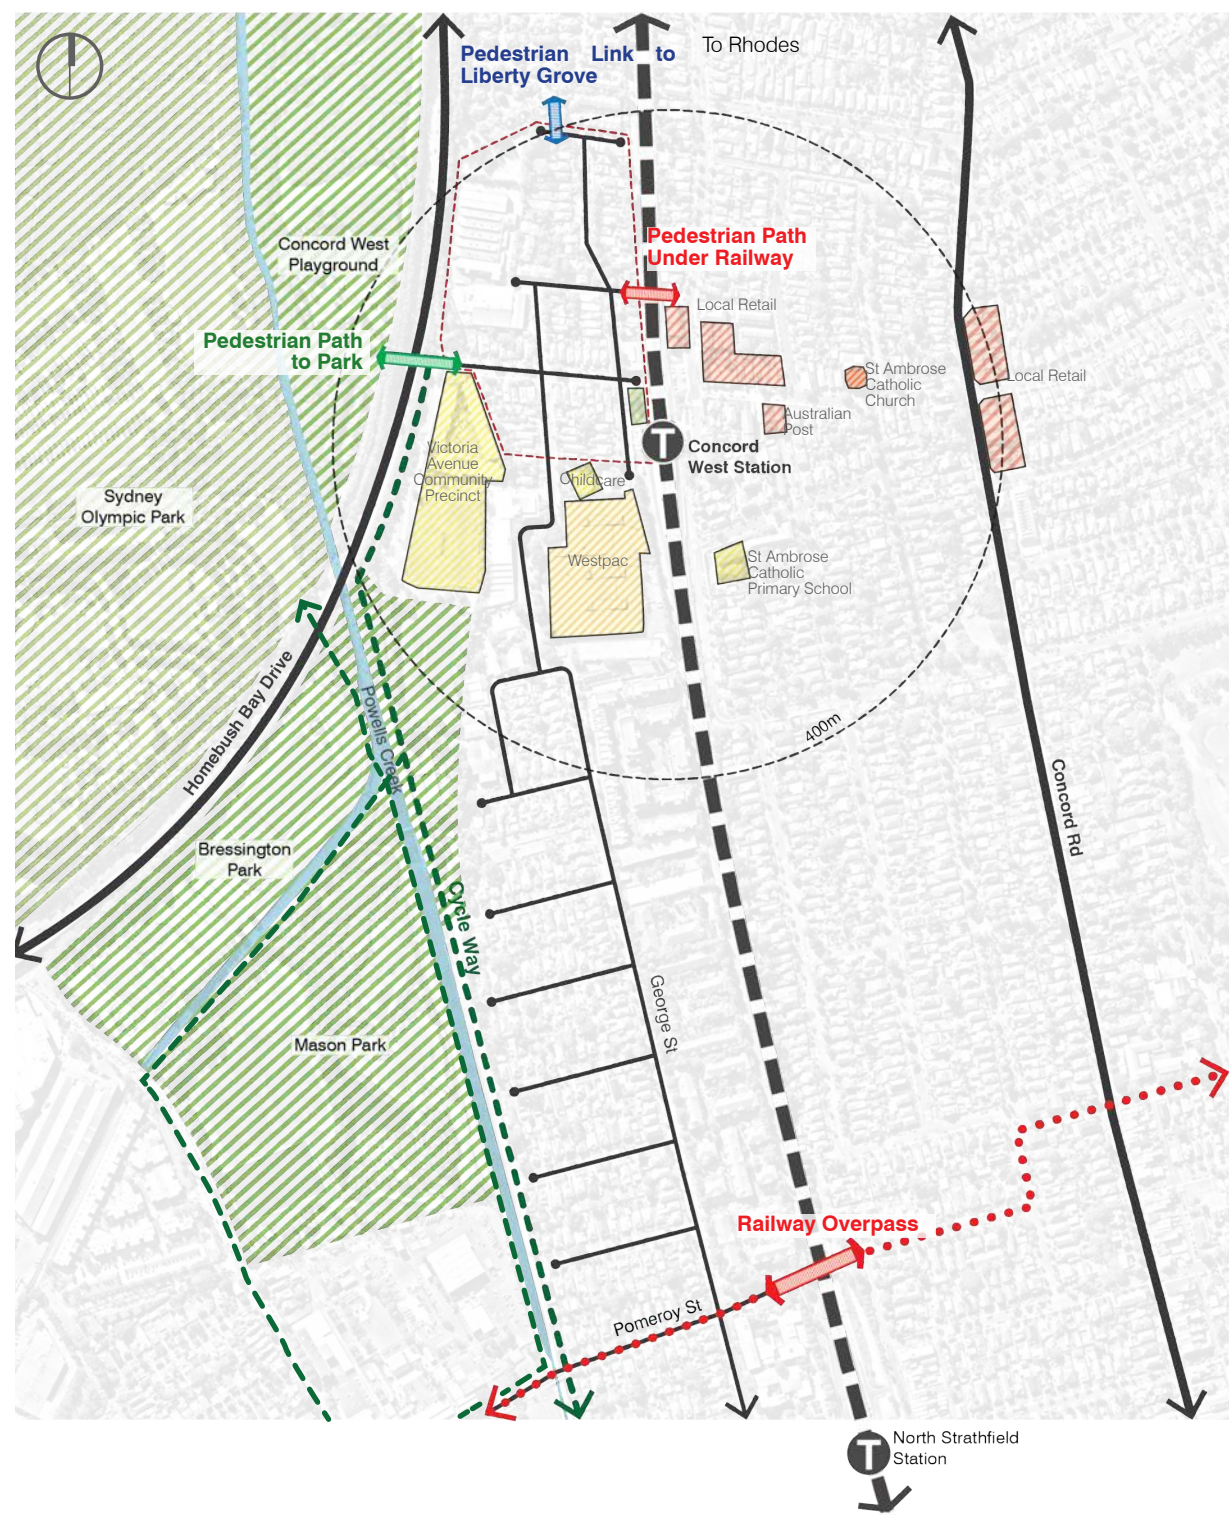 To Rhodes
Pedestrian Link to
Liberty Grove
Pedestrian Path
Under Railway
Concord West
Playground
Local Retail
Pedestrian Path
to Park
St Ambrose
Catholic
Church
Local Retail
Australian
Post
Victoria
Avenue
Community
Precinct
T
Concord
West Station
Childcare
Sydney
Olympic Park
Westpac
St Ambrose
Catholic
Primary School
Homebush Bay Drive
Powells Creek
400m
Concord Rd
Bressington
Park
Cycle Way
George St
Mason Park
Railway Overpass
Pomeroy St
T
North Strathfield
Station